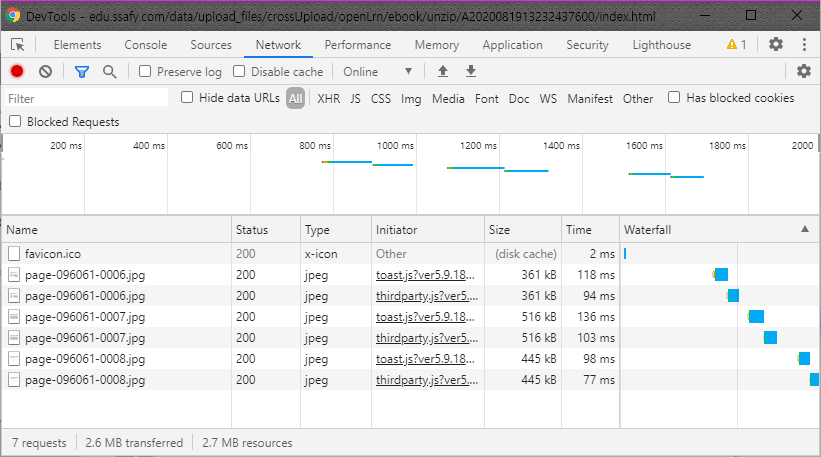 DevTools - edu.ssafy.com/data/upload_files/crossUpload/openLrn/ebook/unzip/A2020081913232437600/index.html
Elements Console Sources Network Performance Memory Application Security Lighthouse 1
Preserve log Disable cache Online
Filter Hide data URLs All XHR JS CSS Img Media Font Doc WS Manifest Other Has blocked cookies
Blocked Requests
200 ms 400 ms 600 ms 800 ms 1000 ms 1200 ms 1400 ms 1600 ms 1800 ms 2000
Name Status Type Initiator Size Time Waterfall
favicon.ico 200 x-icon Other (disk cache) 2 ms
page-096061-0006.jpg 200 jpeg toast.js?ver5.9.18... 361 kB 118 ms
page-096061-0006.jpg 200 jpeg thirdparty.js?ver5.... 361 kB 94 ms
page-096061-0007.jpg 200 jpeg toast.js?ver5.9.18... 516 kB 136 ms
page-096061-0007.jpg 200 jpeg thirdparty.js?ver5.... 516 kB 103 ms
page-096061-0008.jpg 200 jpeg toast.js?ver5.9.18... 445 kB 98 ms
page-096061-0008.jpg 200 jpeg thirdparty.js?ver5.... 445 kB 77 ms
7 requests 2.6 MB transferred 2.7 MB resources